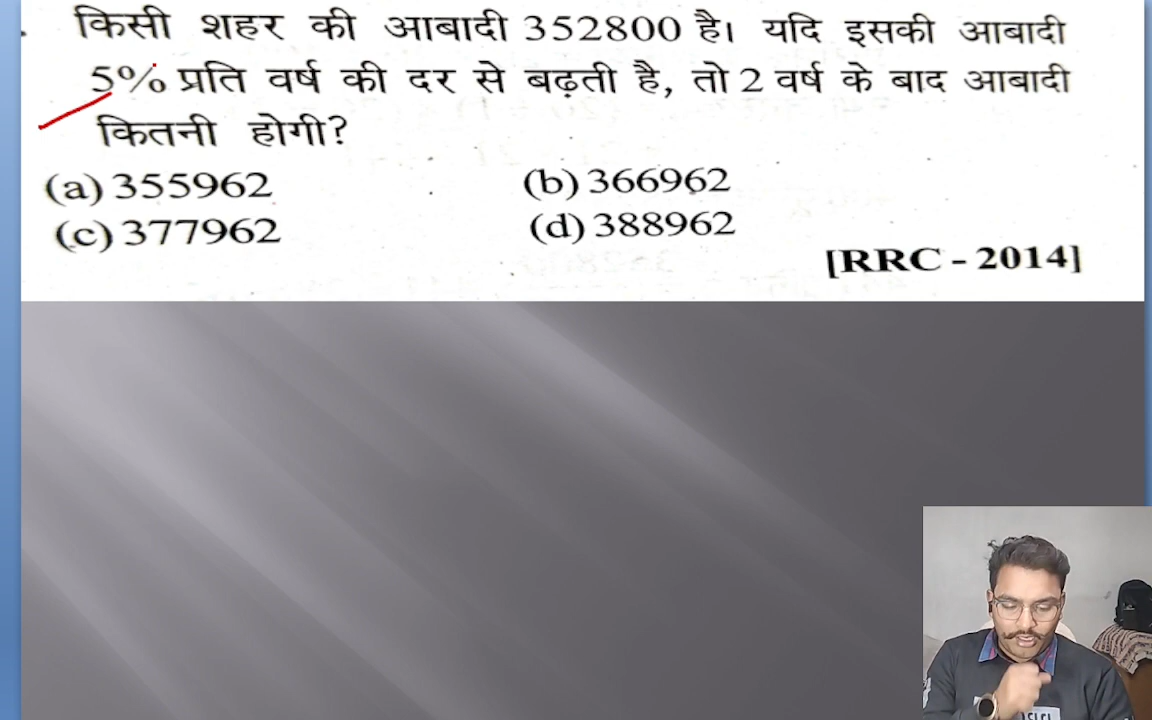 किसी शहर की आबादी 352800 है। यदि इसकी आबादी
5% प्रति वर्ष की दर से बढ़ती है, तो 2 वर्ष के बाद आबादी
कितनी होगी?
(a) 355962 (b) 366962
(c) 377962 (d) 388962
[RRC - 2014]